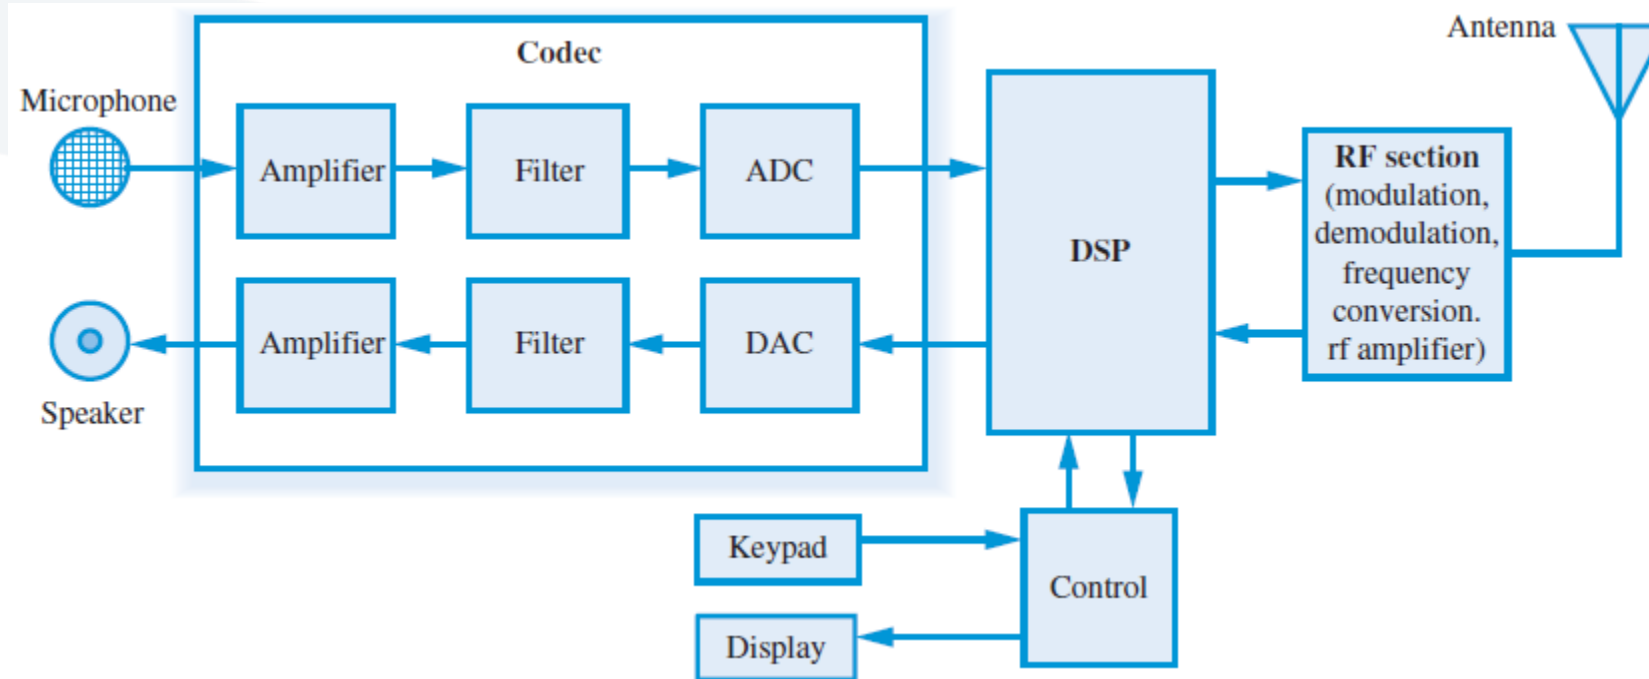 Antenna
Codec
Microphone
Amplifier
Filter
ADC
RF section
(modulation,
demodulation,
frequency
conversion.
rf amplifier)
DSP
Amplifier
Filter
DAC
Speaker
Keypad
Control
Display